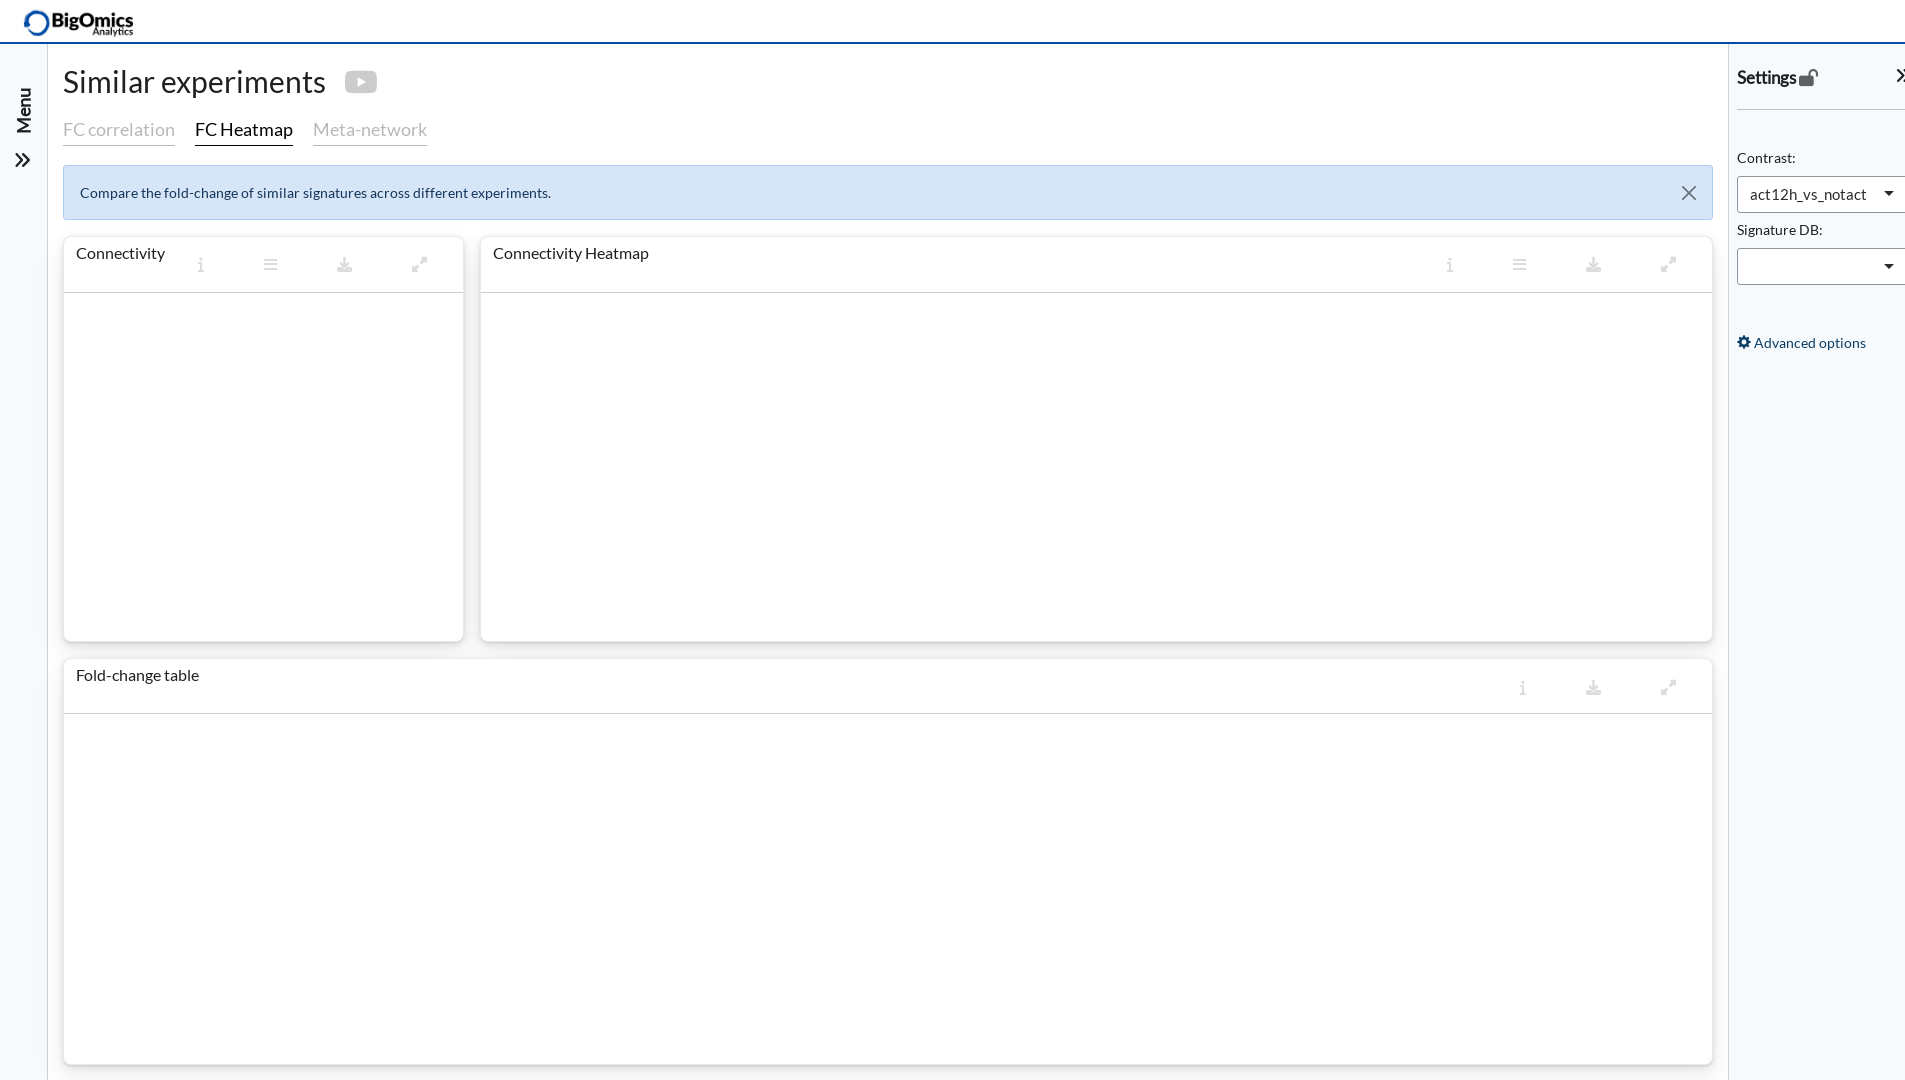 BigOmics
Analytics
Menu
Similar experiments
FC correlation FC Heatmap Meta-network
Compare the fold-change of similar signatures across different experiments.
Connectivity
Connectivity Heatmap
Fold-change table
Settings
Contrast:
act12h_vs_notact
Signature DB:
Advanced options